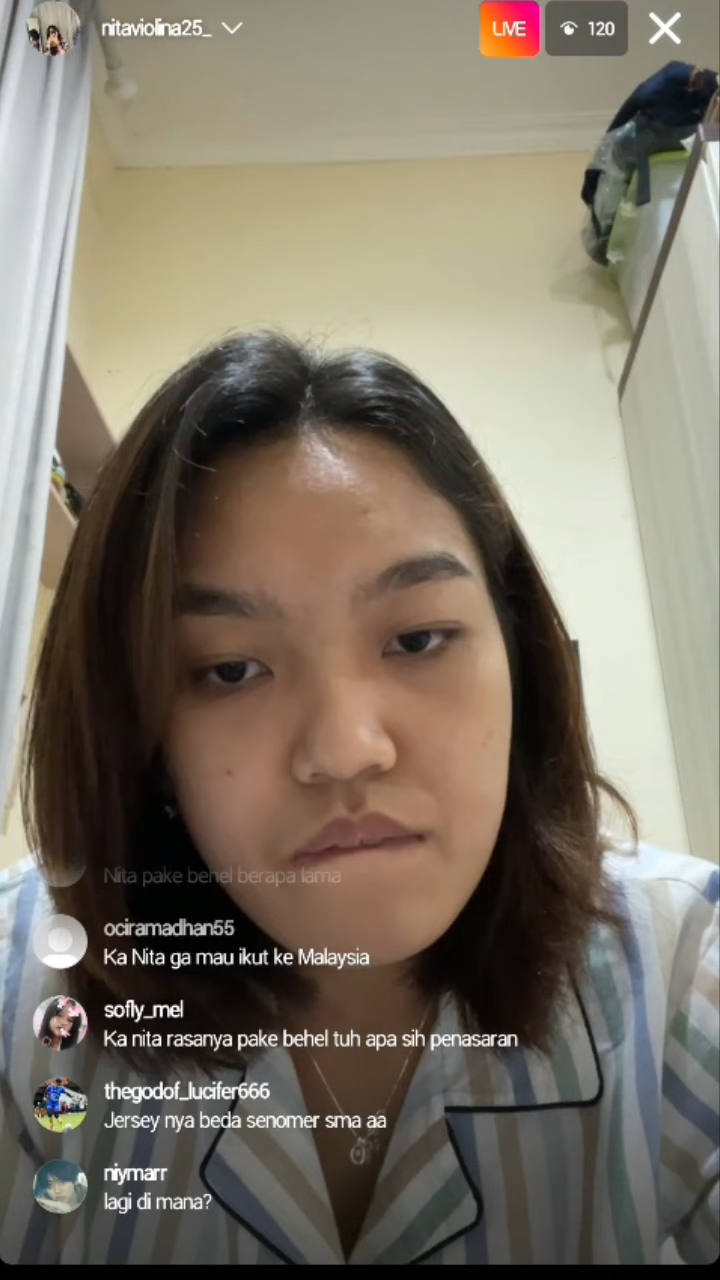 nitaviolina25_
LIVE
120
Nita pake behel berapa lama
ociramadhan55
Ka Nita ga mau ikut ke Malaysia
sofly_mel
Ka nita rasanya pake behel tuh apa sih penasaran
thegodof_lucifer666
Jersey nya beda senomer sma aa
niymarr
lagi di mana?